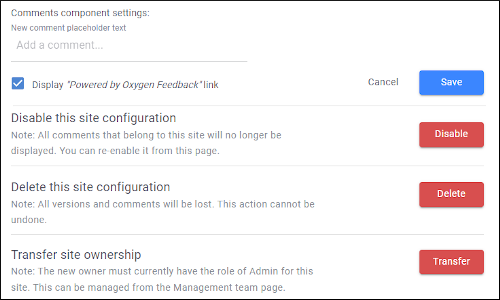 Comments component settings:
New comment placeholder text
Add a comment...
Display "Powered by Oxygen Feedback" link
Cancel
Save
Disable this site configuration
Note: All comments that belong to this site will no longer be
displayed. You can re-enable it from this page.
Disable
Delete this site configuration
Note: All versions and comments will be lost. This action cannot be
undone.
Delete
Transfer site ownership
Note: The new owner must currently have the role of Admin for this
site. This can be managed from the Management team page.
Transfer